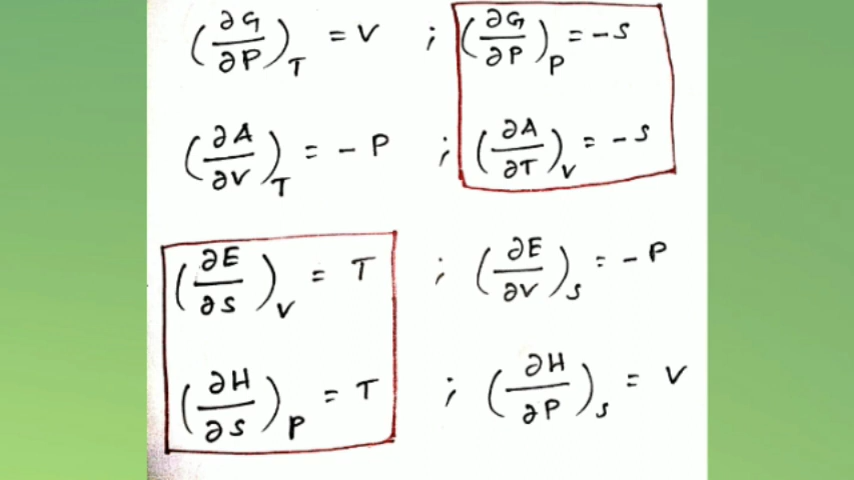 (∂G/∂P)_T = V ; (∂G/∂P)_P = -S
(∂A/∂V)_T = - P ; (∂A/∂T)_V = - S
(∂E/∂S)_V = T ; (∂E/∂V)_S = - P
(∂H/∂S)_P = T ; (∂H/∂P)_S = V